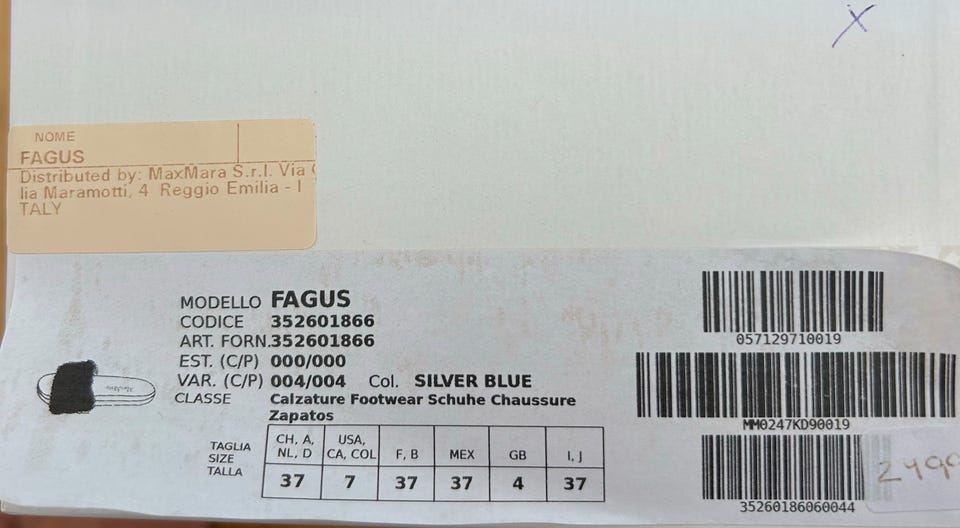 X
NOME
FAGUS
Distributed by: MaxMara S.r.l. Via
lia Maramotti, 4 Reggio Emilia - I
TALY
MODELLO FAGUS
CODICE 352601866
ART. FORN.352601866
EST. (C/P) 000/000
VAR. (C/P) 004/004 Col. SILVER BLUE
CLASSE Calzature Footwear Schuhe Chaussure
Zapatos
TAGLIA
SIZE
TALLA
CH, A, NL, D USA, CA, COL F, B MEX GB I, J
37 7 37 37 4 37
057129710019
MM0247KD90019
35260186060044